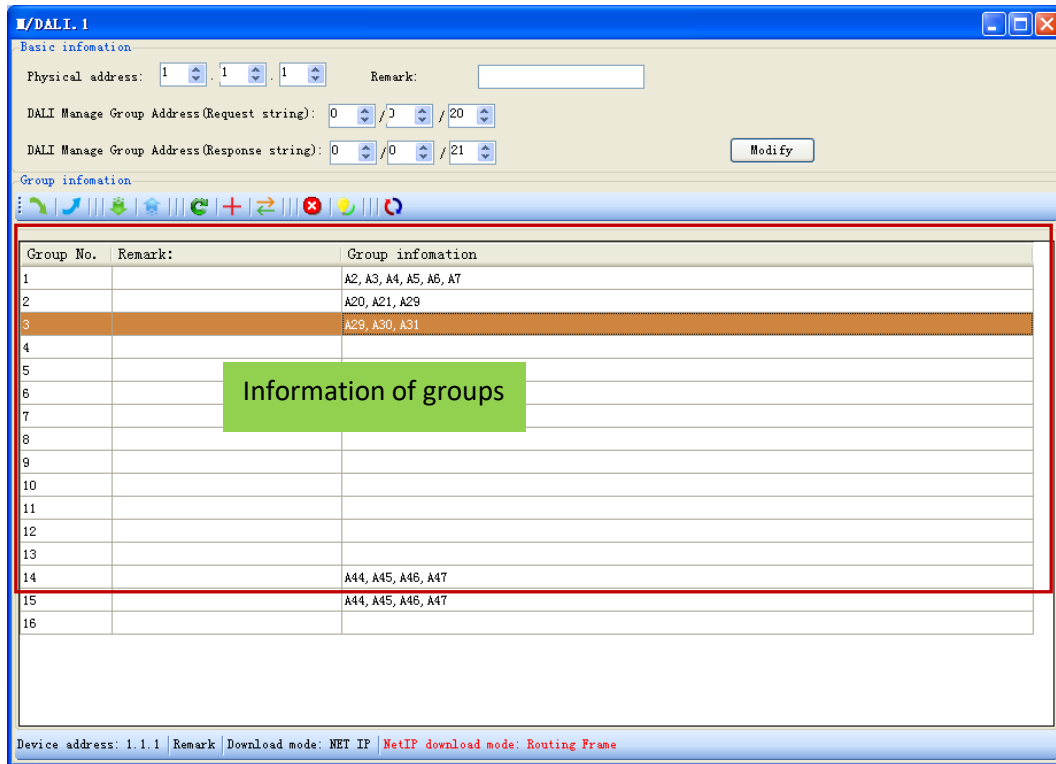 M/DALI.1
Basic infomation
Physical address: 1 . 1 . 1 Remark:
DALI Manage Group Address(Request string): 0 / 0 / 20
DALI Manage Group Address(Response string): 0 / 0 / 21 Modify
Group infomation
Group No. Remark: Group infomation
1 A2, A3, A4, A5, A6, A7
2 A20, A21, A29
3 A29, A30, A31
4
5
Information of groups
6
7
8
9
10
11
12
13
14 A44, A45, A46, A47
15 A44, A45, A46, A47
16
Device address: 1.1.1 Remark Download mode: NET IP NetIP download mode: Routing Frame